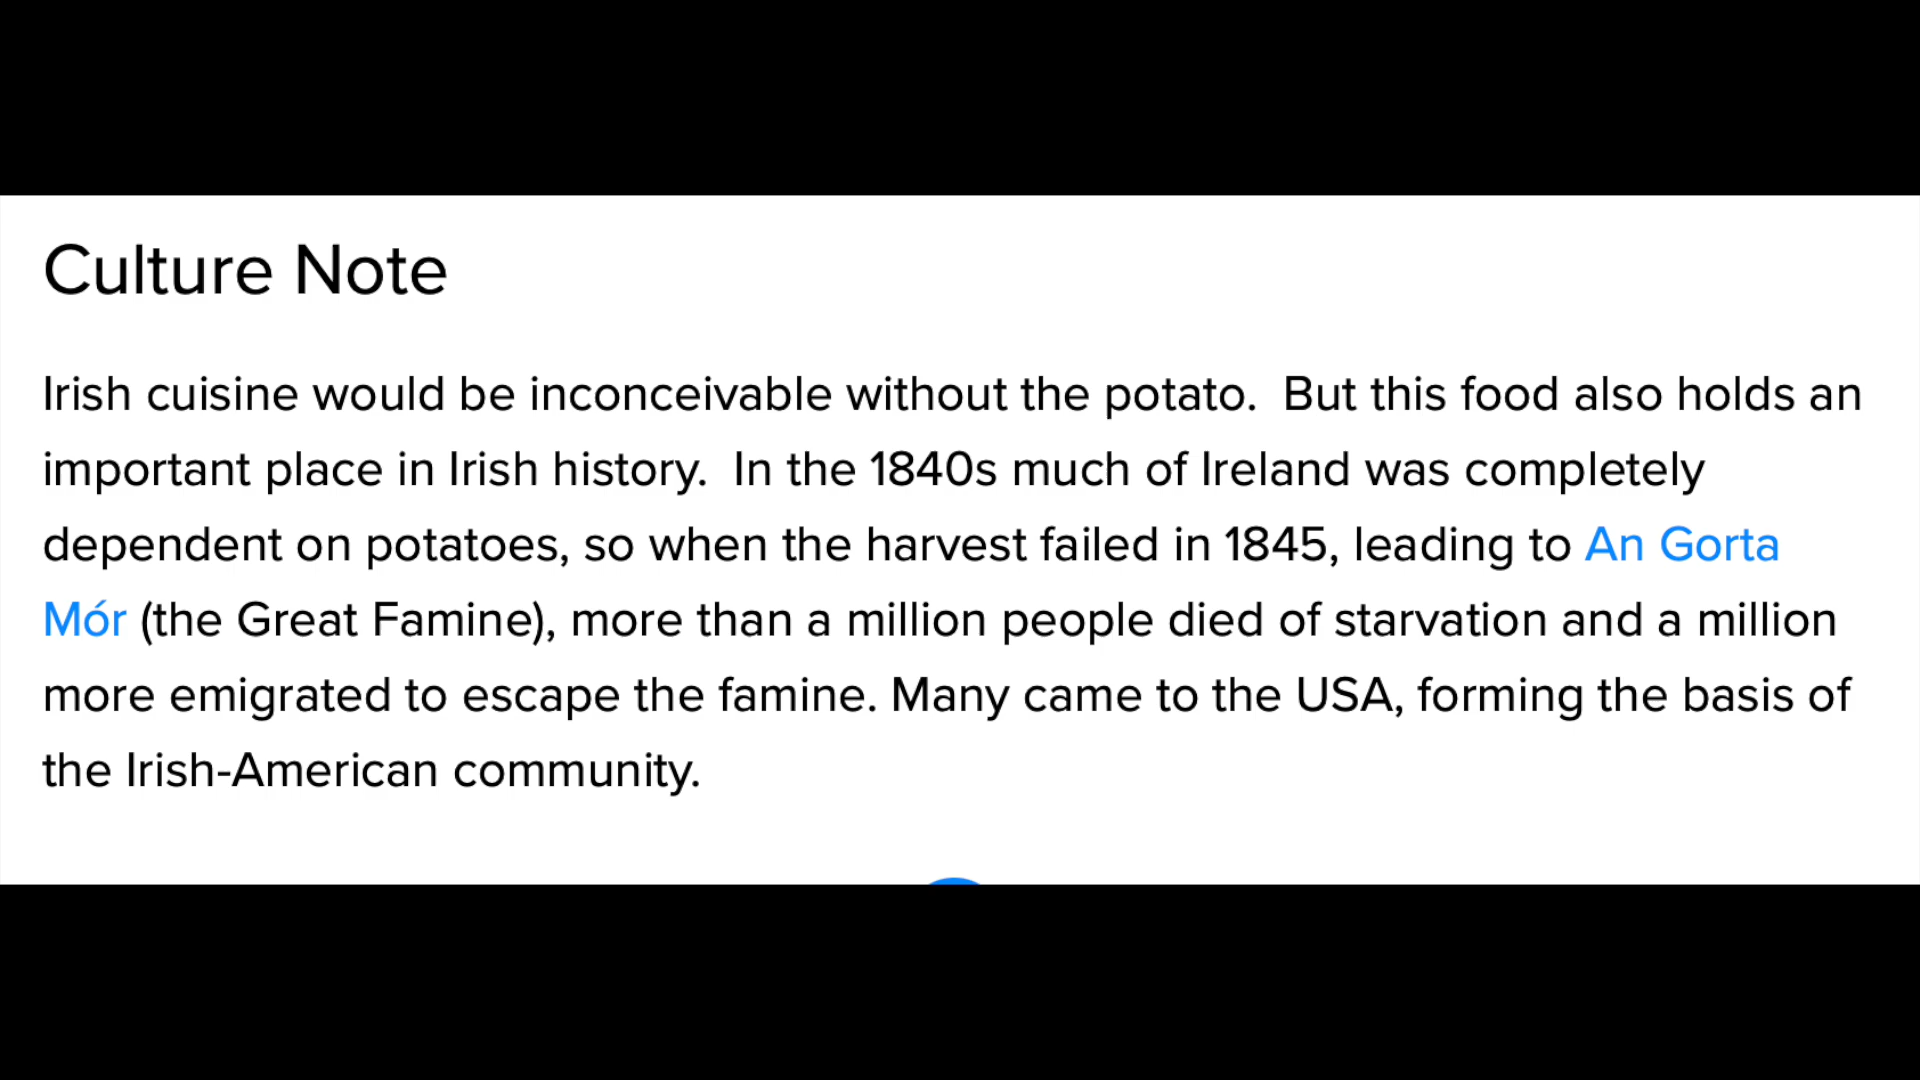 Culture Note
Irish cuisine would be inconceivable without the potato.  But this food also holds an
important place in Irish history.  In the 1840s much of Ireland was completely
dependent on potatoes, so when the harvest failed in 1845, leading to An Gorta
Mór (the Great Famine), more than a million people died of starvation and a million
more emigrated to escape the famine. Many came to the USA, forming the basis of
the Irish-American community.